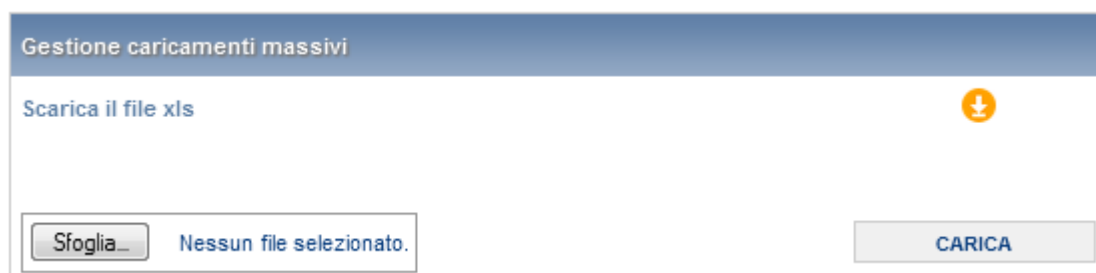 Gestione caricamenti massivi
Scarica il file xls
Sfoglia... Nessun file selezionato.
CARICA